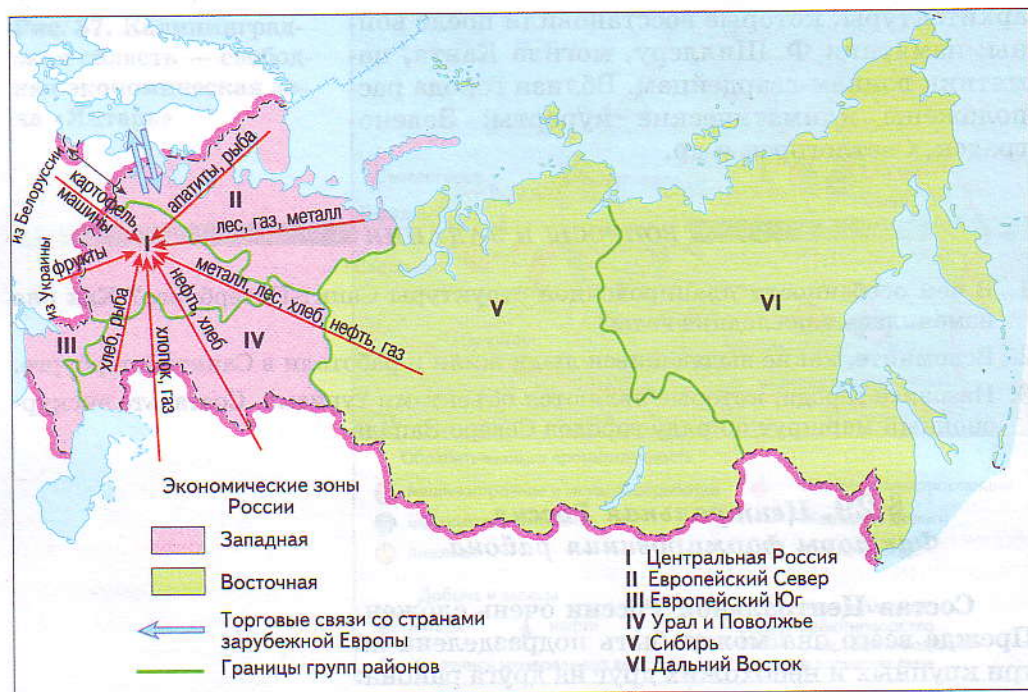 из Белоруссии
картофель,
машины
апатиты, рыба
II
лес, газ, металл
I
из Украины
фрукты
металл, лес, хлеб, нефть, газ
нефть, хлеб
хлеб, рыба
хлопок, газ
III
IV
V
VI
Экономические зоны
России
Западная
Восточная
Торговые связи со странами
зарубежной Европы
Границы групп районов
I Центральная Россия
II Европейский Север
III Европейский Юг
IV Урал и Поволжье
V Сибирь
VI Дальний Восток